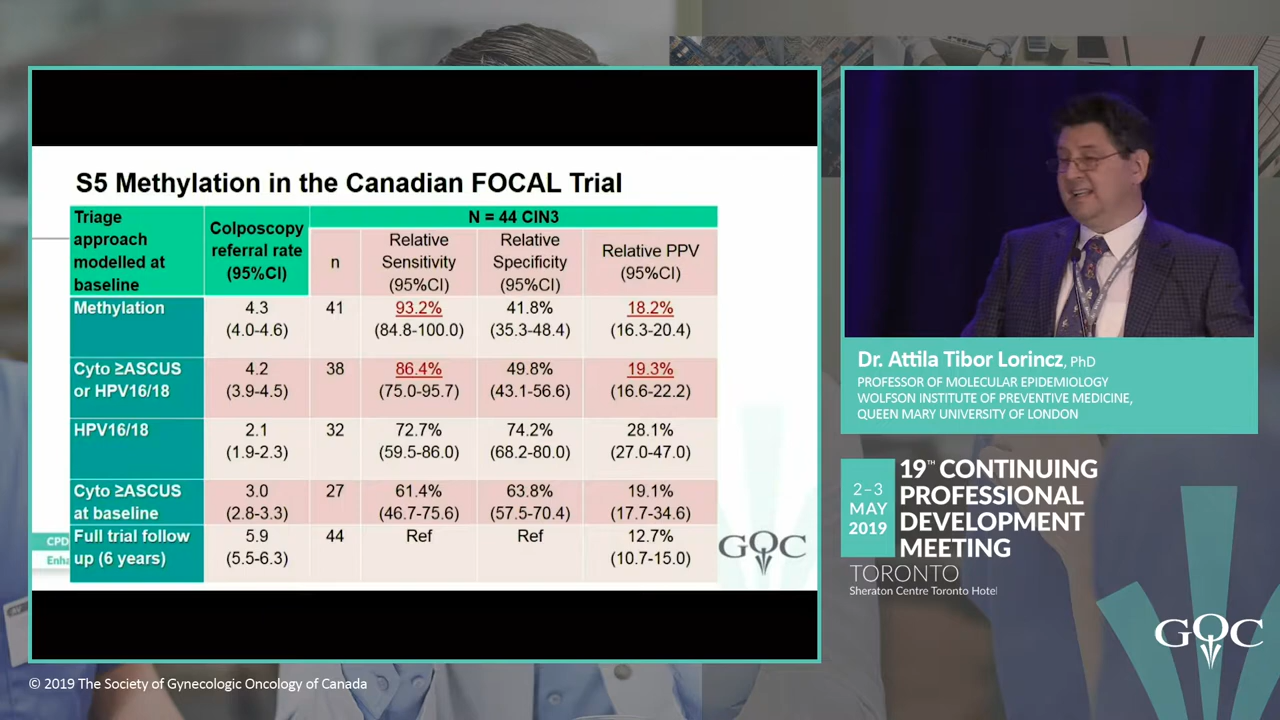 S5 Methylation in the Canadian FOCAL Trial
Triage
approach
modelled at
baseline
Colposcopy
referral rate
(95%CI)
N = 44 CIN3
n
Relative
Sensitivity
(95%CI)
Relative
Specificity
(95%CI)
Relative PPV
(95%CI)
Methylation
4.3
(4.0-4.6)
41
93.2%
(84.8-100.0)
41.8%
(35.3-48.4)
18.2%
(16.3-20.4)
Cyto ≥ASCUS
or HPV16/18
4.2
(3.9-4.5)
38
86.4%
(75.0-95.7)
49.8%
(43.1-56.6)
19.3%
(16.6-22.2)
HPV16/18
2.1
(1.9-2.3)
32
72.7%
(59.5-86.0)
74.2%
(68.2-80.0)
28.1%
(27.0-47.0)
Cyto ≥ASCUS
at baseline
3.0
(2.8-3.3)
27
61.4%
(46.7-75.6)
63.8%
(57.5-70.4)
19.1%
(17.7-34.6)
Full trial follow
up (6 years)
5.9
(5.5-6.3)
44
Ref
Ref
12.7%
(10.7-15.0)
CPD
Enha
GOC
Dr. Attila Tibor Lorincz, PhD
PROFESSOR OF MOLECULAR EPIDEMIOLOGY
WOLFSON INSTITUTE OF PREVENTIVE MEDICINE,
QUEEN MARY UNIVERSITY OF LONDON
2–3
MAY
2019
19™ CONTINUING
PROFESSIONAL
DEVELOPMENT
MEETING
TORONTO
Sheraton Centre Toronto Hotel
GOC
© 2019 The Society of Gynecologic Oncology of Canada